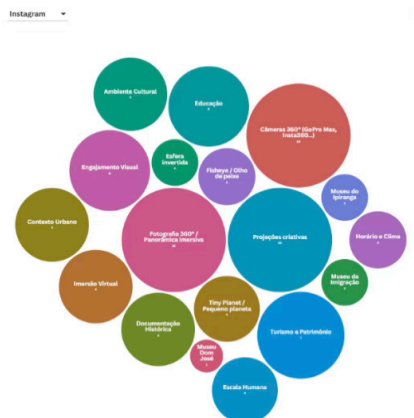 Instagram
Ambiente Cultural
Educação
Câmeras 360° (GoPro Max,
Insta360...)
Esfera
invertida
Engajamento Visual
Fisheye / Olho
de peixe
Museu do
Ipiranga
Contexto Urbano
Fotografia 360° /
Panorâmica imersiva
Projeções criativas
Horário e Clima
Imersão Virtual
Museu da
Imigração
Tiny Planet /
Pequeno planeta
Documentação
Histórica
Turismo e Patrimônio
Museu
Dom
José
Escala Humana